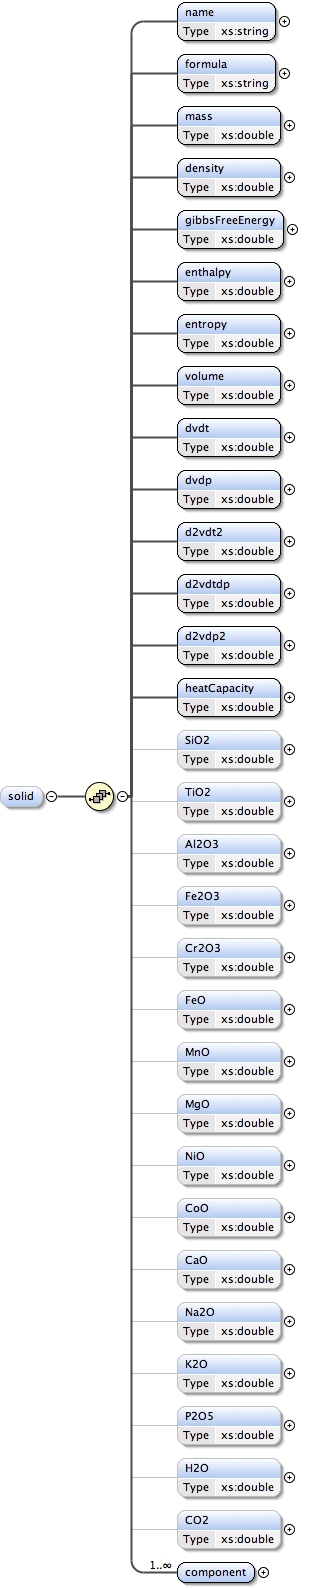 name
Type xs:string
formula
Type xs:string
mass
Type xs:double
density
Type xs:double
gibbsFreeEnergy
Type xs:double
enthalpy
Type xs:double
entropy
Type xs:double
volume
Type xs:double
dvdt
Type xs:double
dvdp
Type xs:double
d2vdt2
Type xs:double
d2vdtdp
Type xs:double
d2vdp2
Type xs:double
heatCapacity
Type xs:double
SiO2
Type xs:double
solid
TiO2
Type xs:double
Al2O3
Type xs:double
Fe2O3
Type xs:double
Cr2O3
Type xs:double
FeO
Type xs:double
MnO
Type xs:double
MgO
Type xs:double
NiO
Type xs:double
CoO
Type xs:double
CaO
Type xs:double
Na2O
Type xs:double
K2O
Type xs:double
P2O5
Type xs:double
H2O
Type xs:double
CO2
Type xs:double
1..∞
component